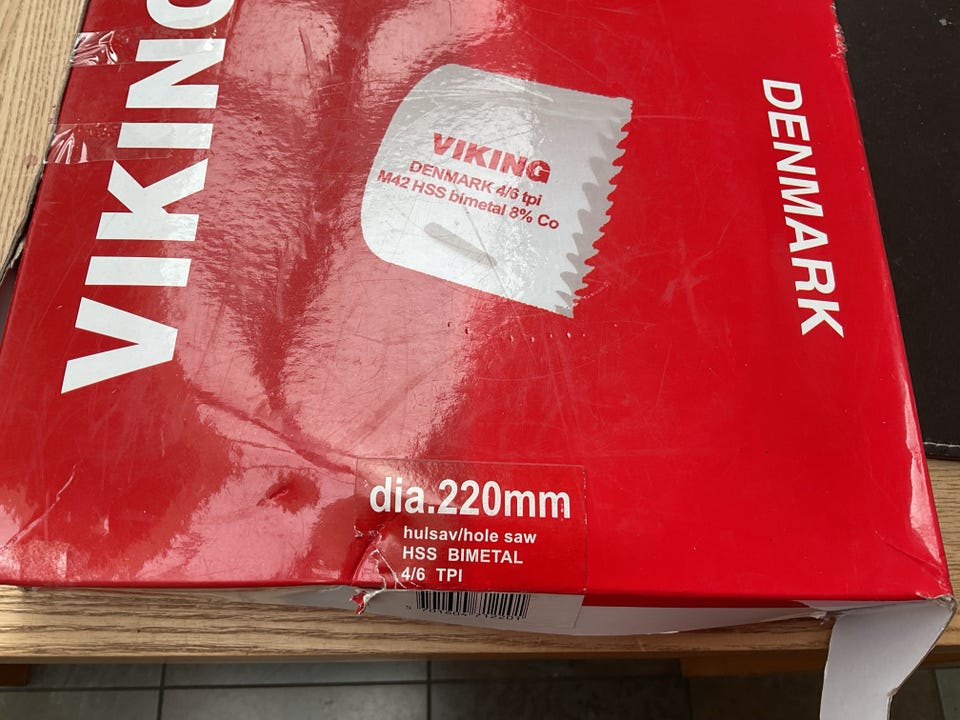 VIKING
VIKING
DENMARK 4/6 tpi
M42 HSS bimetal 8% Co
DENMARK
dia.220mm
hulsav/hole saw
HSS BIMETAL
4/6 TPI